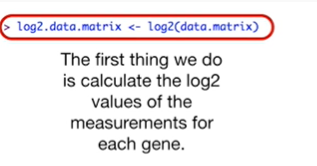 > log2.data.matrix <- log2(data.matrix)
The first thing we do
is calculate the log2
values of the
measurements for
each gene.